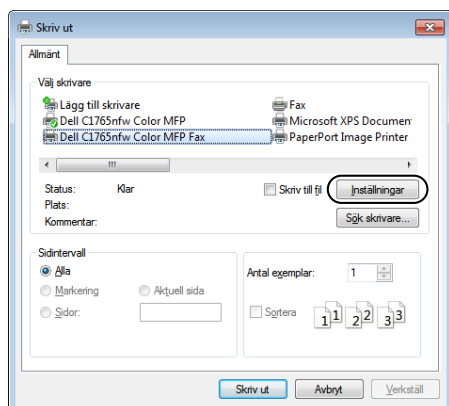 Skriv ut
Allmänt
Välj skrivare
Lägg till skrivare
Dell C1765nfw Color MFP
Dell C1765nfw Color MFP Fax
Fax
Microsoft XPS Documen
PaperPort Image Printer
Status: Klar
Plats:
Kommentar:
Skriv till fil
Inställningar
Sök skrivare...
Sidintervall
Alla
Markering
Aktuell sida
Sidor:
Antal exemplar: 1
Sortera
1 1 2 2 3 3
Skriv ut
Avbryt
Verkställ